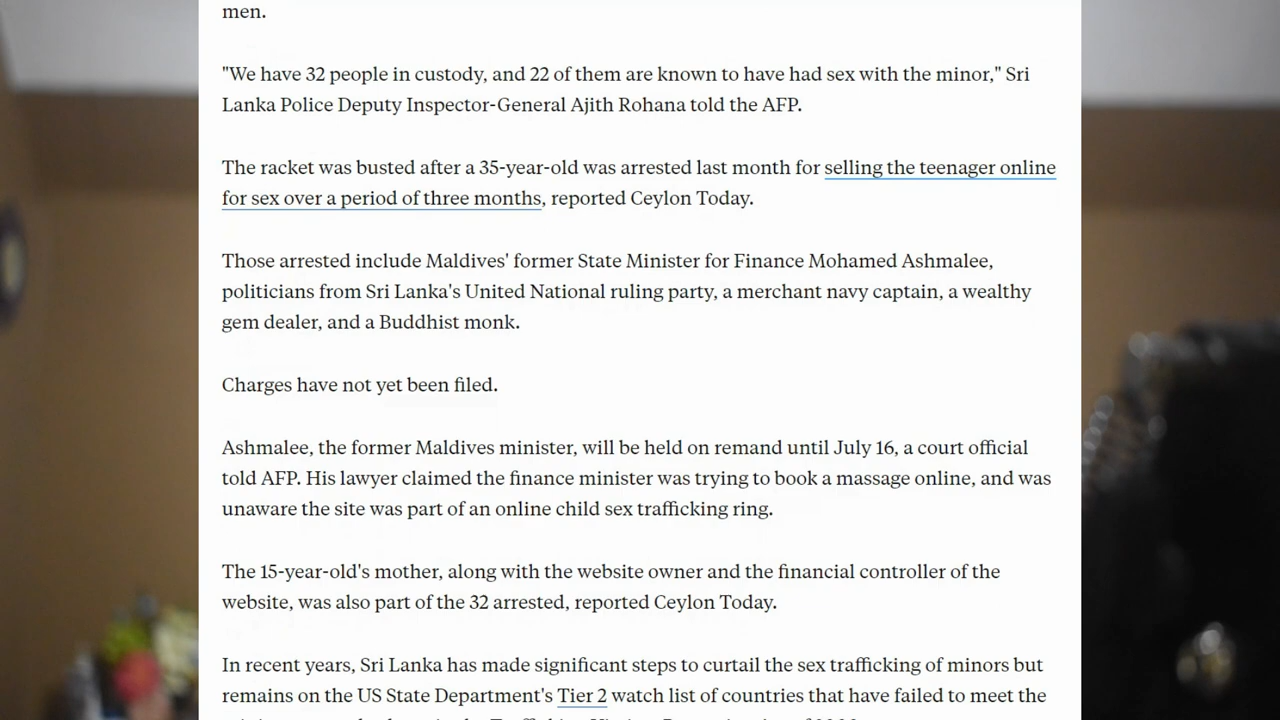 men.
"We have 32 people in custody, and 22 of them are known to have had sex with the minor," Sri
Lanka Police Deputy Inspector-General Ajith Rohana told the AFP.
The racket was busted after a 35-year-old was arrested last month for selling the teenager online
for sex over a period of three months, reported Ceylon Today.
Those arrested include Maldives' former State Minister for Finance Mohamed Ashmalee,
politicians from Sri Lanka's United National ruling party, a merchant navy captain, a wealthy
gem dealer, and a Buddhist monk.
Charges have not yet been filed.
Ashmalee, the former Maldives minister, will be held on remand until July 16, a court official
told AFP. His lawyer claimed the finance minister was trying to book a massage online, and was
unaware the site was part of an online child sex trafficking ring.
The 15-year-old's mother, along with the website owner and the financial controller of the
website, was also part of the 32 arrested, reported Ceylon Today.
In recent years, Sri Lanka has made significant steps to curtail the sex trafficking of minors but
remains on the US State Department's Tier 2 watch list of countries that have failed to meet the